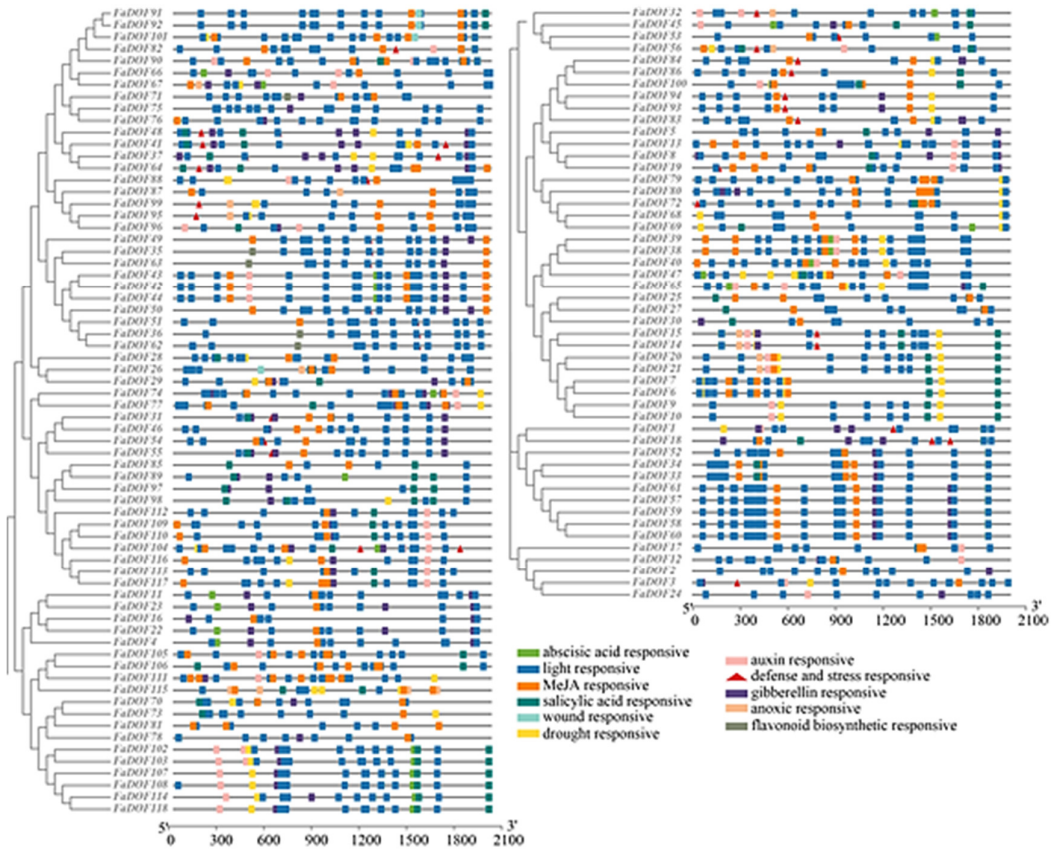 FaDOF91
FaDOF92
FaDOF101
FaDOF82
FaDOF90
FaDOF66
FaDOF67
FaDOF71
FaDOF75
FaDOF76
FaDOF48
FaDOF41
FaDOF37
FaDOF64
FaDOF88
FaDOF87
FaDOF99
FaDOF95
FaDOF96
FaDOF49
FaDOF35
FaDOF63
FaDOF43
FaDOF42
FaDOF44
FaDOF50
FaDOF51
FaDOF36
FaDOF62
FaDOF28
FaDOF26
FaDOF29
FaDOF74
FaDOF77
FaDOF31
FaDOF46
FaDOF54
FaDOF55
FaDOF85
FaDOF89
FaDOF97
FaDOF98
FaDOF112
FaDOF109
FaDOF110
FaDOF104
FaDOF116
FaDOF113
FaDOF117
FaDOF11
FaDOF23
FaDOF16
FaDOF22
FaDOF4
FaDOF105
FaDOF106
FaDOF111
FaDOF115
FaDOF70
FaDOF73
FaDOF81
FaDOF78
FaDOF102
FaDOF103
FaDOF107
FaDOF108
FaDOF114
FaDOF118
5' 3'
0 300 600 900 1200 1500 1800 2100
FaDOF32
FaDOF45
FaDOF53
FaDOF56
FaDOF84
FaDOF86
FaDOF100
FaDOF94
FaDOF93
FaDOF83
FaDOF5
FaDOF13
FaDOF8
FaDOF19
FaDOF79
FaDOF80
FaDOF72
FaDOF68
FaDOF69
FaDOF39
FaDOF38
FaDOF40
FaDOF47
FaDOF65
FaDOF25
FaDOF27
FaDOF30
FaDOF15
FaDOF14
FaDOF20
FaDOF21
FaDOF7
FaDOF6
FaDOF9
FaDOF10
FaDOF1
FaDOF18
FaDOF52
FaDOF34
FaDOF33
FaDOF61
FaDOF57
FaDOF59
FaDOF58
FaDOF60
FaDOF17
FaDOF12
FaDOF2
FaDOF3
FaDOF24
5' 3'
0 300 600 900 1200 1500 1800 2100
abscisic acid responsive
light responsive
MeJA responsive
salicylic acid responsive
wound responsive
drought responsive
auxin responsive
defense and stress responsive
gibberellin responsive
anoxic responsive
flavonoid biosynthetic responsive